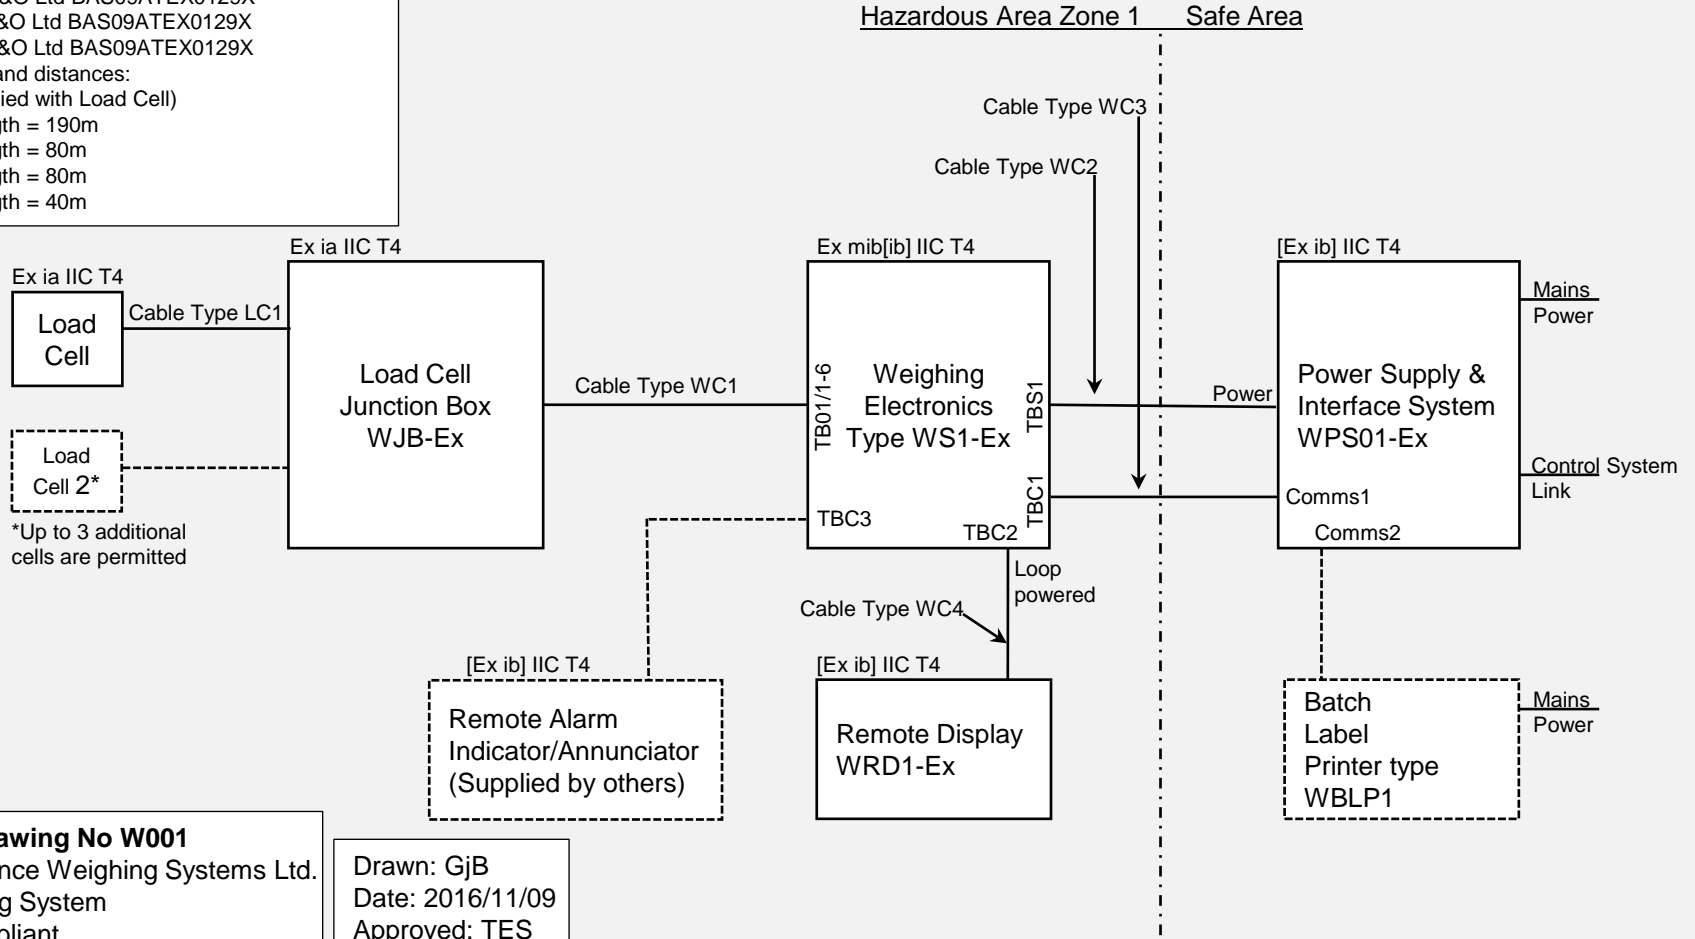 &O Ltd BAS09ATEX0129X
&O Ltd BAS09ATEX0129X
and distances:
ied with Load Cell)
gth = 190m
gth = 80m
gth = 80m
gth = 40m
Hazardous Area Zone 1 Safe Area
Cable Type WC3
Cable Type WC2
Ex ia IIC T4
Load
Cell
Cable Type LC1
Load
Cell 2*
*Up to 3 additional
cells are permitted
Ex ia IIC T4
Load Cell
Junction Box
WJB-Ex
Cable Type WC1
Ex mib[ib] IIC T4
TB01/1-6
Weighing
Electronics
Type WS1-Ex
TBS1
TBC1
TBC3
TBC2
Loop
powered
Cable Type WC4
Power
[Ex ib] IIC T4
Power Supply &
Interface System
WPS01-Ex
Comms1
Comms2
Mains
Power
Control System
Link
[Ex ib] IIC T4
Remote Alarm
Indicator/Annunciator
(Supplied by others)
[Ex ib] IIC T4
Remote Display
WRD1-Ex
Batch
Label
Printer type
WBLP1
Mains
Power
awing No W001
nce Weighing Systems Ltd.
g System
pliant
Drawn: GjB
Date: 2016/11/09
Approved: TES